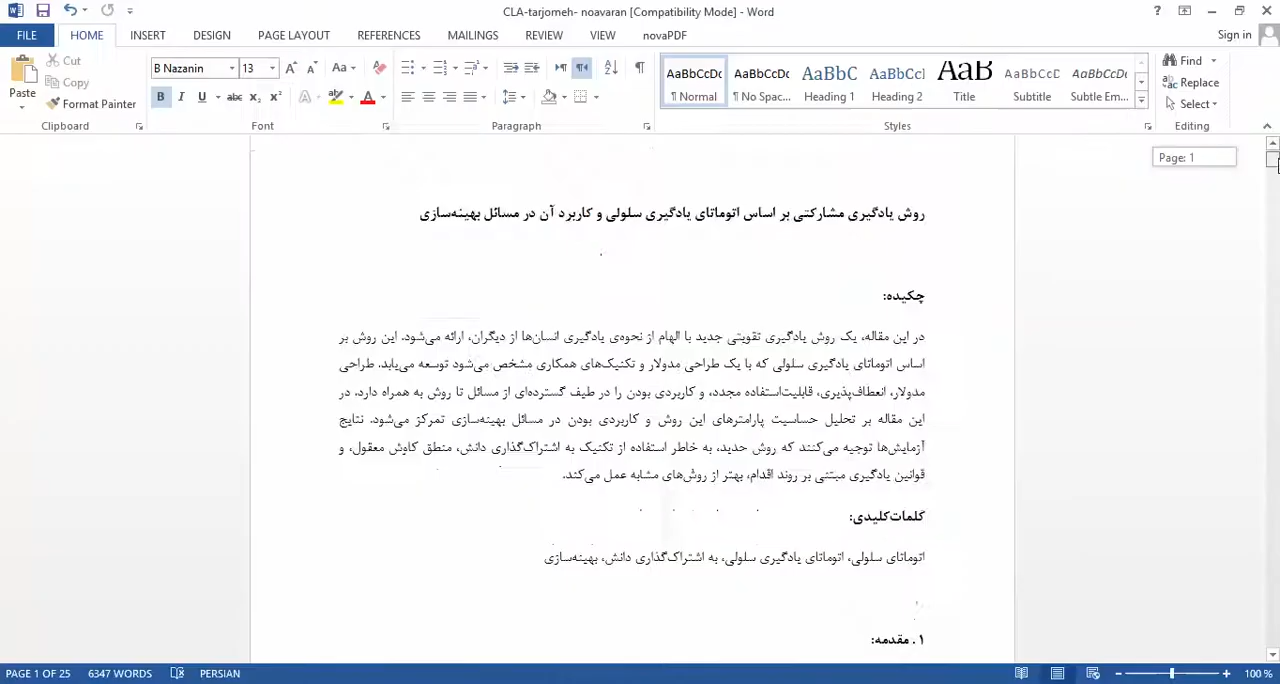 CLA-tarjomeh- noavaran [Compatibility Mode] - Word
?
Sign in
FILE HOME INSERT DESIGN PAGE LAYOUT REFERENCES MAILINGS REVIEW VIEW novaPDF
Paste
Cut
Copy
Format Painter
Clipboard
B Nazanin 13
Font
Paragraph
AaBbCcDc AaBbCcDc AaBbC AaBbCcl AaB AaBbCcD AaBbCcDc
¶ Normal ¶ No Spac... Heading 1 Heading 2 Title Subtitle Subtle Em...
Styles
Find
Replace
Select
Editing
Page: 1
روش یادگیری مشارکتی بر اساس اتوماتای یادگیری سلولی و کاربرد آن در مسائل بهینه‌سازی
چکیده:
در این مقاله، یک روش یادگیری تقویتی جدید با الهام از نحوه‌ی یادگیری انسان‌ها از دیگران، ارائه می‌شود. این روش بر
اساس اتوماتای یادگیری سلولی که با یک طراحی مدولار و تکنیک‌های همکاری مشخص می‌شود توسعه می‌یابد. طراحی
مدولار، انعطاف‌پذیری، قابلیت‌استفاده مجدد، و کاربردی بودن را در طیف گسترده‌ای از مسائل تا روش به همراه دارد. در
این مقاله بر تحلیل حساسیت پارامترهای این روش و کاربردی بودن در مسائل بهینه‌سازی تمرکز می‌شود. نتایج
آزمایش‌ها توجیه می‌کنند که روش جدید، به خاطر استفاده از تکنیک به اشتراک‌گذاری دانش، منطق کاوش معقول، و
قوانین یادگیری مبتنی بر روند اقدام، بهتر از روش‌های مشابه عمل می‌کند.
کلمات‌کلیدی:
اتوماتای سلولی، اتوماتای یادگیری سلولی، به اشتراک‌گذاری دانش، بهینه‌سازی
۱. مقدمه:
PAGE 1 OF 25 6347 WORDS PERSIAN 100 %